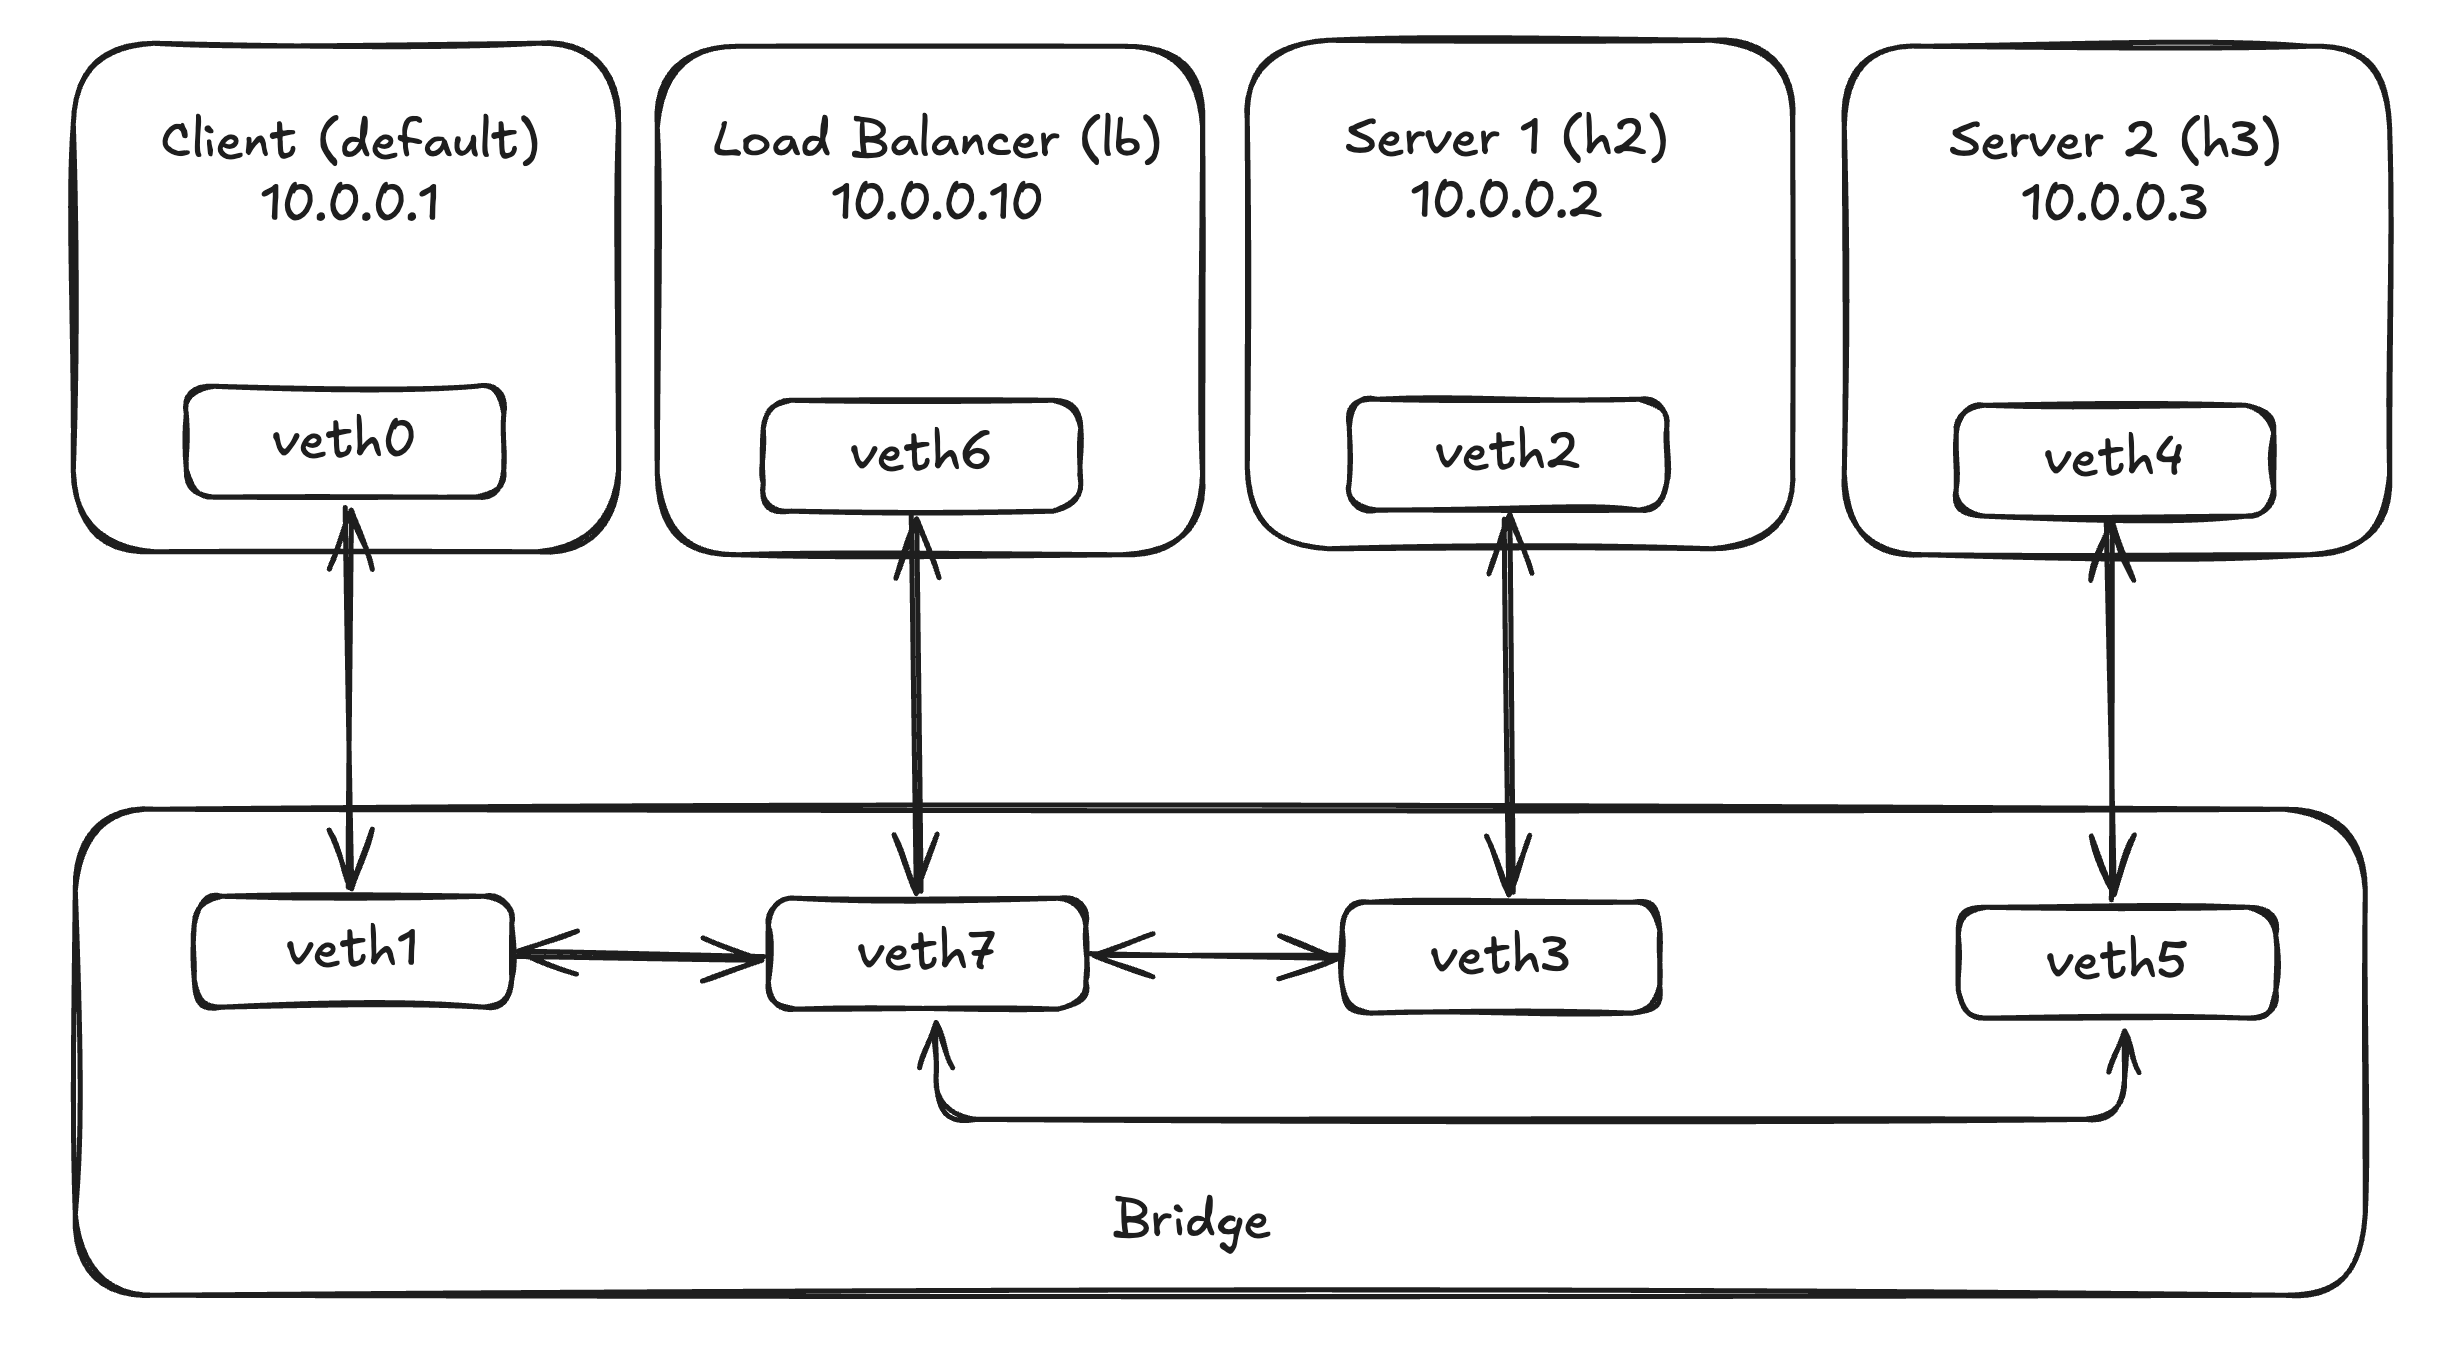 Client (default)
10.0.0.1
Load Balancer (lb)
10.0.0.10
Server 1 (h2)
10.0.0.2
Server 2 (h3)
10.0.0.3
veth0
veth6
veth2
veth4
veth1
veth7
veth3
veth5
Bridge